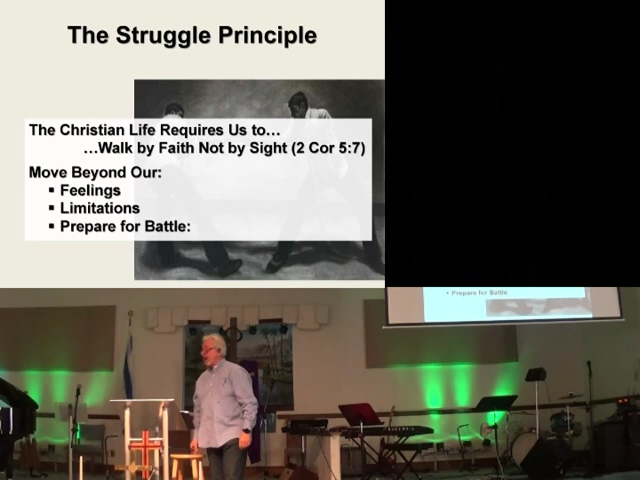 The Struggle Principle
The Christian Life Requires Us to…
…Walk by Faith Not by Sight (2 Cor 5:7)
Move Beyond Our:
▪ Feelings
▪ Limitations
▪ Prepare for Battle:
• Prepare for Battle